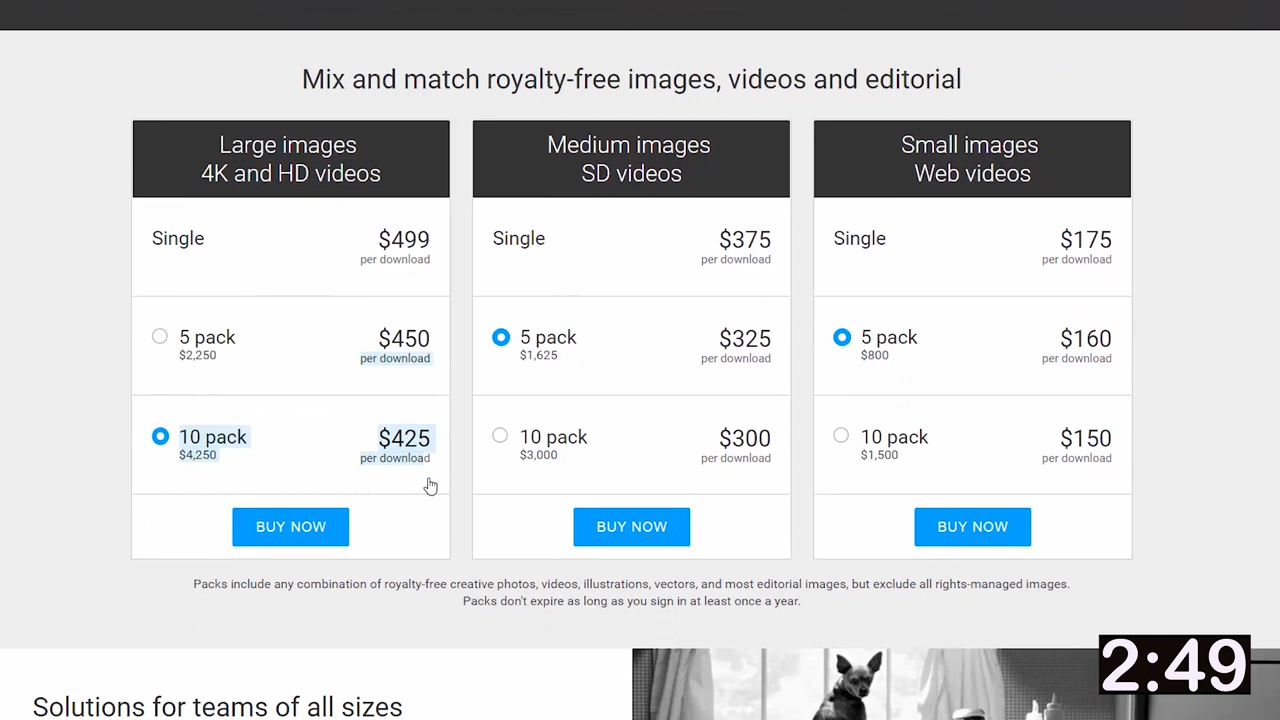 Mix and match royalty-free images, videos and editorial
Large images
4K and HD videos
Single
$499
per download
5 pack
$2,250
$450
per download
10 pack
$4,250
$425
per download
BUY NOW
Medium images
SD videos
Single
$375
per download
5 pack
$1,625
$325
per download
10 pack
$3,000
$300
per download
BUY NOW
Small images
Web videos
Single
$175
per download
5 pack
$800
$160
per download
10 pack
$1,500
$150
per download
BUY NOW
Packs include any combination of royalty-free creative photos, videos, illustrations, vectors, and most editorial images, but exclude all rights-managed images.
Packs don't expire as long as you sign in at least once a year.
Solutions for teams of all sizes
2:49